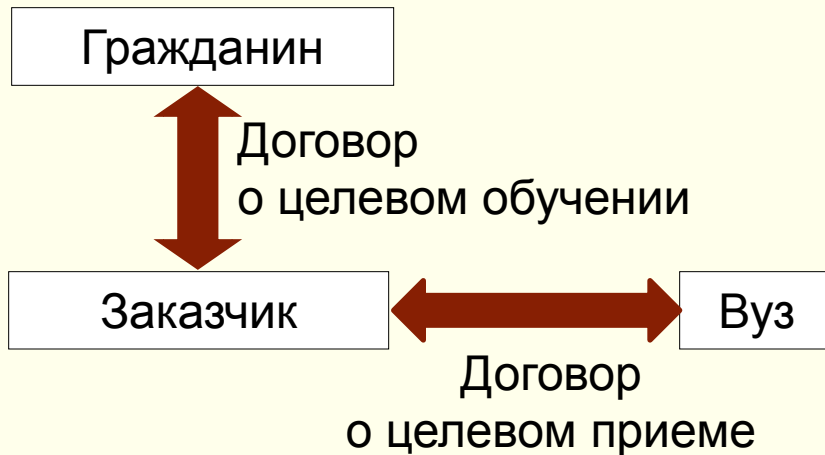 Гражданин
Договор
о целевом обучении
Заказчик
Вуз
Договор
о целевом приеме